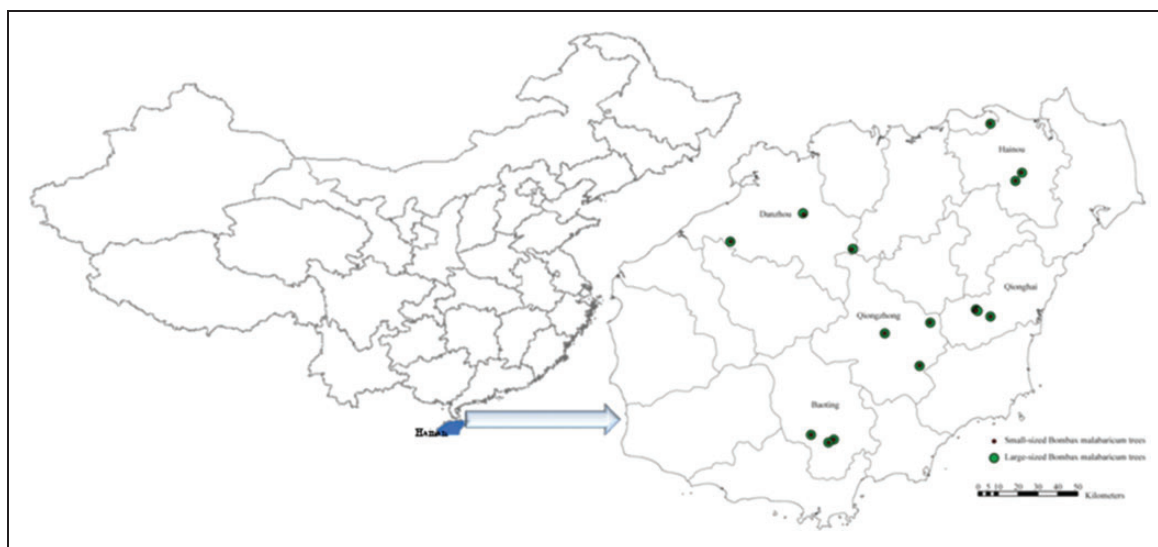 Hainan
Hainou
Danzhou
Qionghai
Qiongzhong
Baoting
Small-sized Bombax malabaricum trees
Large-sized Bombax malabaricum trees
0 5 10 20 30 40 50
Kilometers